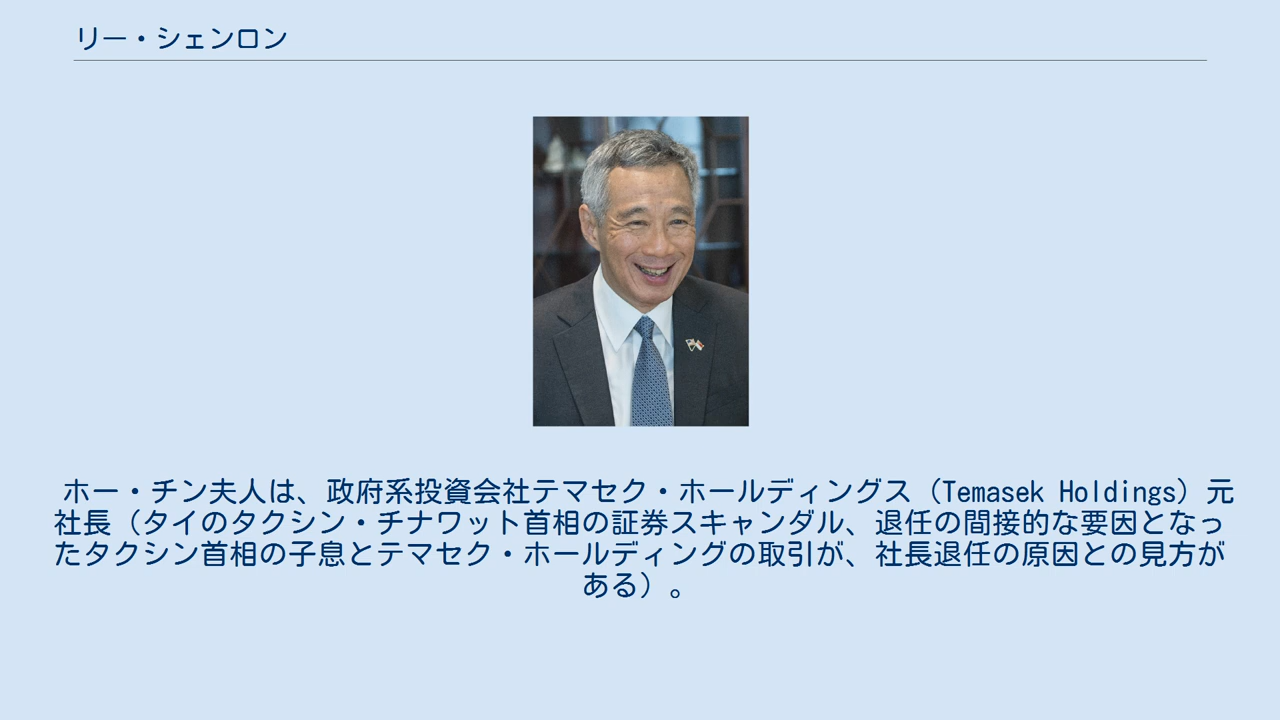 リー・シェンロン
ホー・チン夫人は、政府系投資会社テマセク・ホールディングス（Temasek Holdings）元
社長（タイのタクシン・チナワット首相の証券スキャンダル、退任の間接的な要因となっ
たタクシン首相の子息とテマセク・ホールディングの取引が、社長退任の原因との見方が
ある）。